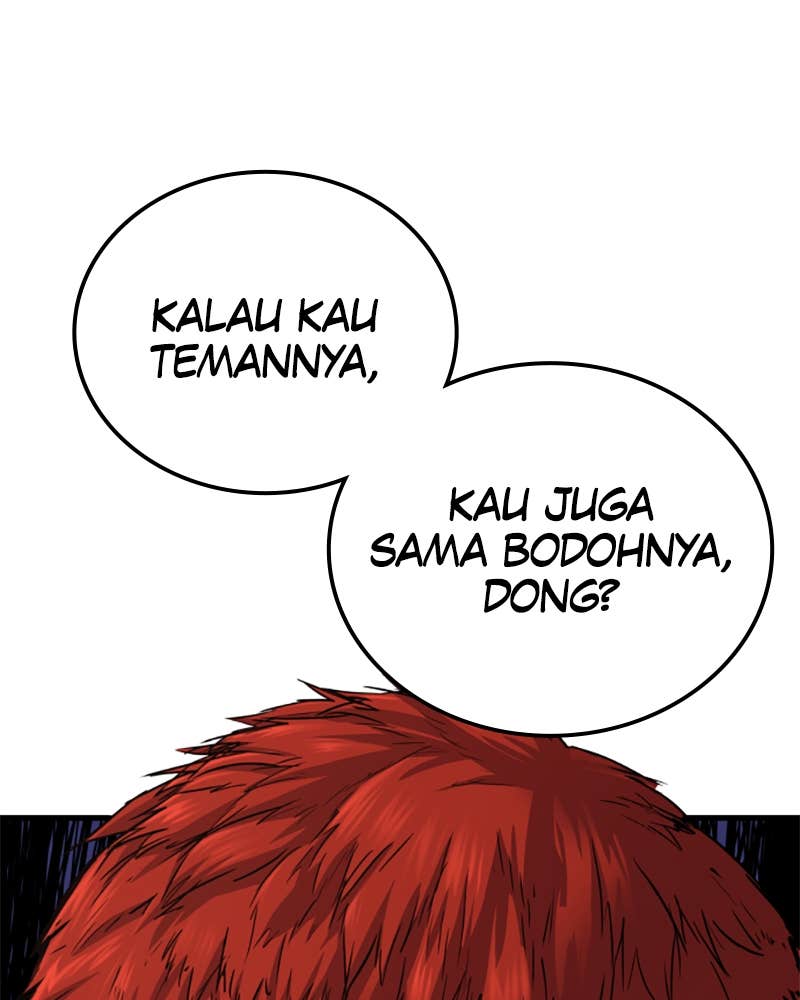 KALAU KAU
TEMANNYA,
KAU JUGA
SAMA BODOHNYA,
DONG?